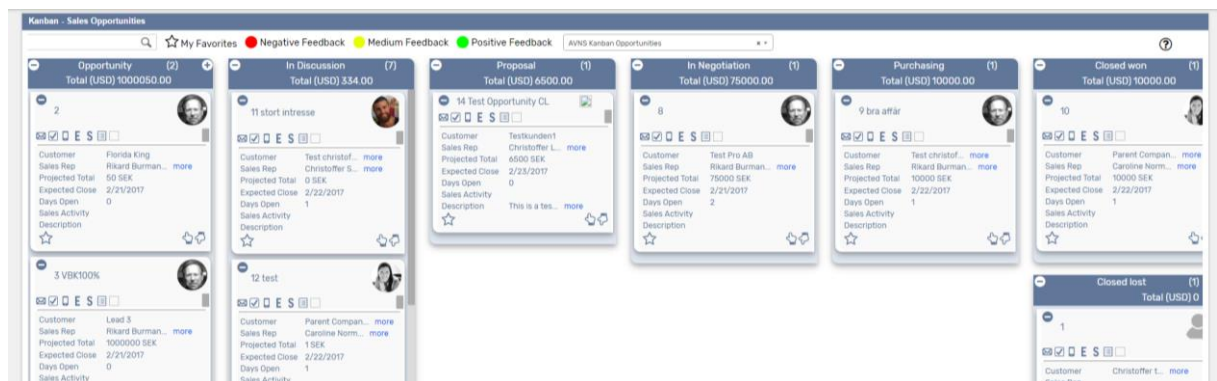 Kanban - Sales Opportunities
My Favorites Negative Feedback Medium Feedback Positive Feedback AVNS Kanban Opportunities
Opportunity (2)
Total (USD) 1000050.00
2
E S
Customer Florida King
Sales Rep Rikard Burman... more
Projected Total 50 SEK
Expected Close 2/21/2017
Days Open 0
Sales Activity
Description
3 VBK100%
E S
Customer Lead 3
Sales Rep Rikard Burman... more
Projected Total 1000000 SEK
Expected Close 2/21/2017
Days Open 0
Sales Activity
In Discussion (7)
Total (USD) 334.00
11 stort intresse
E S
Customer Test christof... more
Sales Rep Christoffer S... more
Projected Total 0 SEK
Expected Close 2/22/2017
Days Open 1
Sales Activity
Description
12 test
E S
Customer Parent Compan... more
Sales Rep Caroline Norm... more
Projected Total 1 SEK
Expected Close 2/22/2017
Days Open 1
Sales Activity
Proposal (1)
Total (USD) 6500.00
14 Test Opportunity CL
E S
Customer Testkunden1
Sales Rep Christoffer L... more
Projected Total 6500 SEK
Expected Close 2/23/2017
Days Open 0
Sales Activity
Description This is a tes... more
In Negotiation (1)
Total (USD) 75000.00
8
E S
Customer Test Pro AB
Sales Rep Rikard Burman... more
Projected Total 75000 SEK
Expected Close 2/21/2017
Days Open 2
Sales Activity
Description
Purchasing (1)
Total (USD) 10000.00
9 bra affär
E S
Customer Test christof... more
Sales Rep Rikard Burman... more
Projected Total 10000 SEK
Expected Close 2/22/2017
Days Open 1
Sales Activity
Description
Closed won (1)
Total (USD) 10000.00
10
E S
Customer Parent Compan... more
Sales Rep Caroline Norm... more
Projected Total 10000 SEK
Expected Close 2/22/2017
Days Open 1
Sales Activity
Description
Closed lost (1)
Total (USD) 0
1
E S
Customer Christoffer t... more